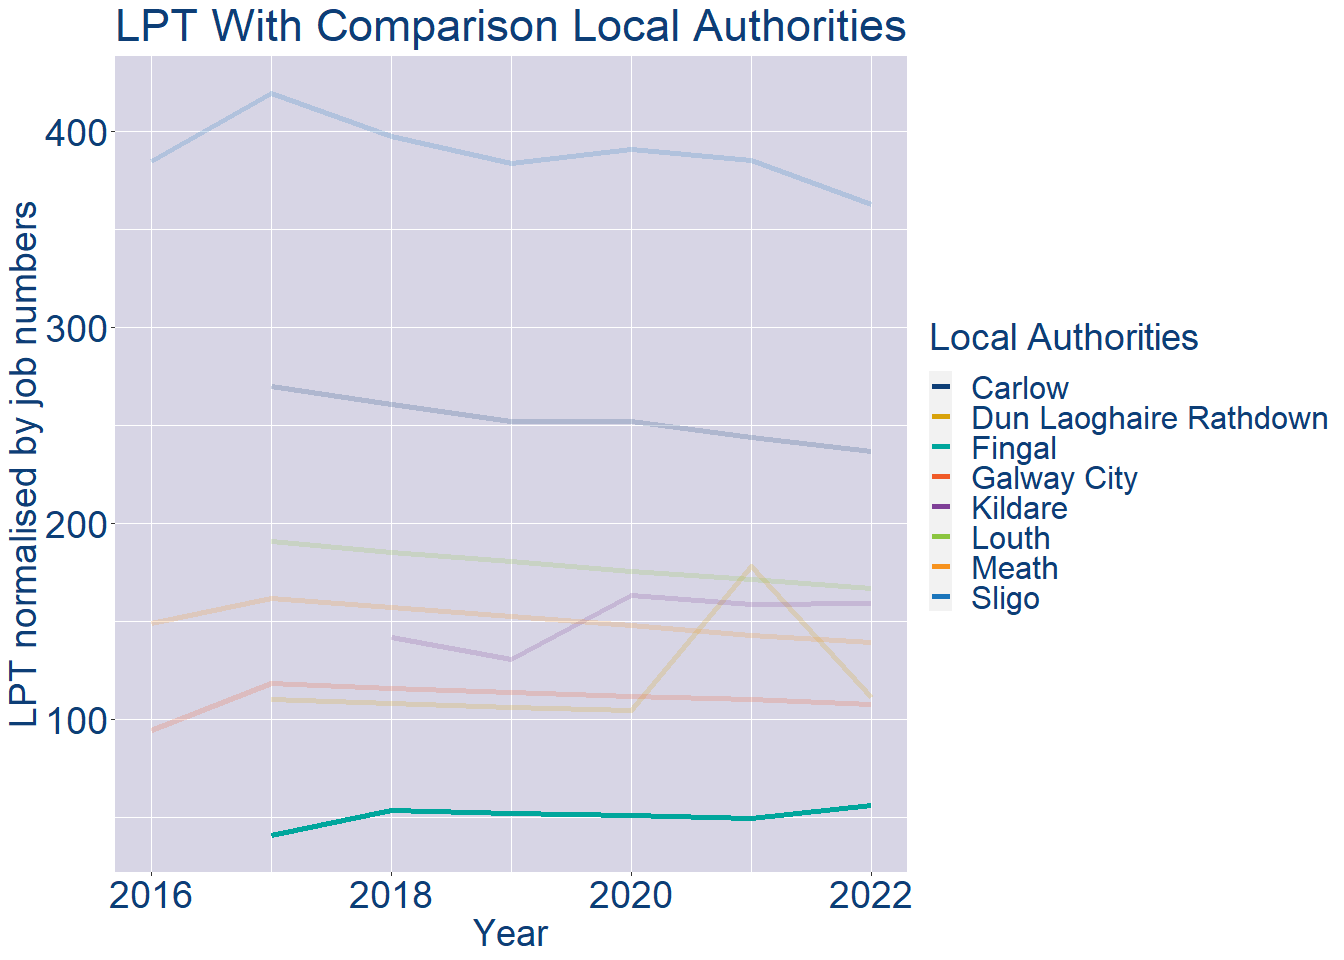 LPT With Comparison Local Authorities
LPT normalised by job numbers
400
300
200
100
2016 2018 2020 2022
Year
Local Authorities
Carlow
Dun Laoghaire Rathdown
Fingal
Galway City
Kildare
Louth
Meath
Sligo